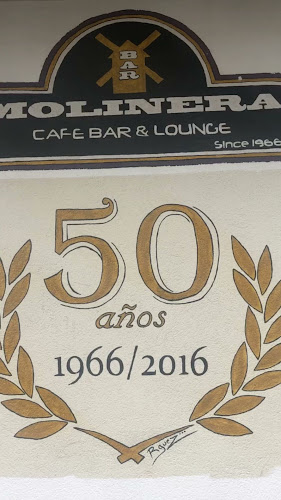 BAR
MOLINERA
CAFE BAR & LOUNGE
Since 1966
50
años
1966/2016